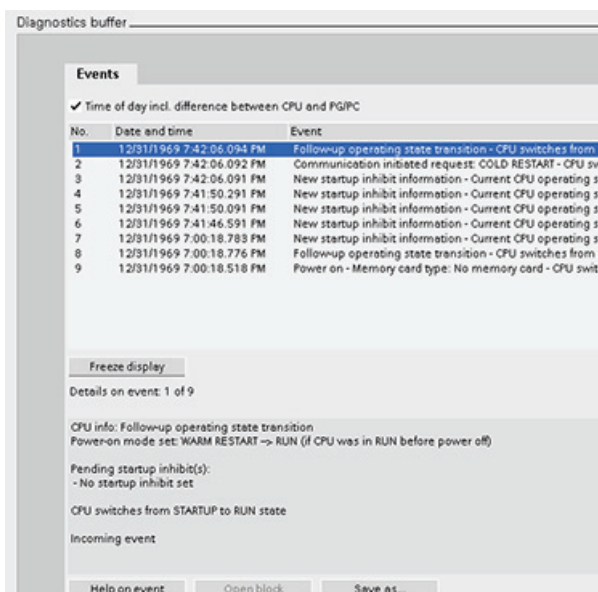 Diagnostics buffer
Events
Time of day incl. difference between CPU and PG/PC
No. Date and time Event
1 12/31/1969 7:42:06.094 PM Follow-up operating state transition - CPU switches from
2 12/31/1969 7:42:06.092 PM Communication initiated request: COLD RESTART - CPU sw
3 12/31/1969 7:42:06.091 PM New startup inhibit information - Current CPU operating s
4 12/31/1969 7:41:50.291 PM New startup inhibit information - Current CPU operating s
5 12/31/1969 7:41:50.091 PM New startup inhibit information - Current CPU operating s
6 12/31/1969 7:41:46.591 PM New startup inhibit information - Current CPU operating s
7 12/31/1969 7:00:18.783 PM New startup inhibit information - Current CPU operating s
8 12/31/1969 7:00:18.776 PM Follow-up operating state transition - CPU switches from
9 12/31/1969 7:00:18.518 PM Power on - Memory card type: No memory card - CPU swit
Freeze display
Details on event: 1 of 9
CPU info: Follow-up operating state transition
Power-on mode set: WARM RESTART -> RUN (if CPU was in RUN before power off)
Pending startup inhibit(s):
- No startup inhibit set
CPU switches from STARTUP to RUN state
Incoming event
Help on event Open block Save as...